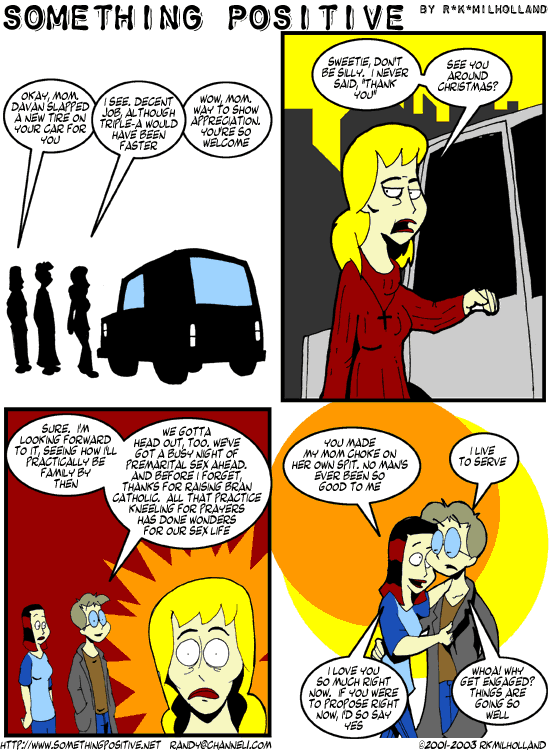 SOMETHING POSITIVE
BY R*K*MILHOLLAND
OKAY, MOM.
DAVAN SLAPPED
A NEW TIRE ON
YOUR CAR FOR
YOU
I SEE. DECENT
JOB, ALTHOUGH
TRIPLE-A WOULD
HAVE BEEN
FASTER
WOW, MOM.
WAY TO SHOW
APPRECIATION.
YOU'RE SO
WELCOME
SWEETIE, DON'T
BE SILLY. I NEVER
SAID, "THANK
YOU"
SEE YOU
AROUND
CHRISTMAS?
SURE. I'M
LOOKING FORWARD
TO IT, SEEING HOW I'LL
PRACTICALLY BE
FAMILY BY
THEN
WE GOTTA
HEAD OUT, TOO. WE'VE
GOT A BUSY NIGHT OF
PREMARITAL SEX AHEAD.
AND BEFORE I FORGET,
THANKS FOR RAISING BRAN
CATHOLIC. ALL THAT PRACTICE
KNEELING FOR PRAYERS
HAS DONE WONDERS
FOR OUR SEX LIFE
YOU MADE
MY MOM CHOKE ON
HER OWN SPIT. NO MAN'S
EVER BEEN SO
GOOD TO ME
I LIVE
TO SERVE
I LOVE YOU
SO MUCH RIGHT
NOW. IF YOU WERE
TO PROPOSE RIGHT
NOW, I'D SO SAY
YES
WHOA! WHY
GET ENGAGED?
THINGS ARE
GOING SO
WELL
HTTP://WWW.SOMETHINGPOSITIVE.NET RANDY@CHANNEL1.COM
©2001-2003 RKMILHOLLAND